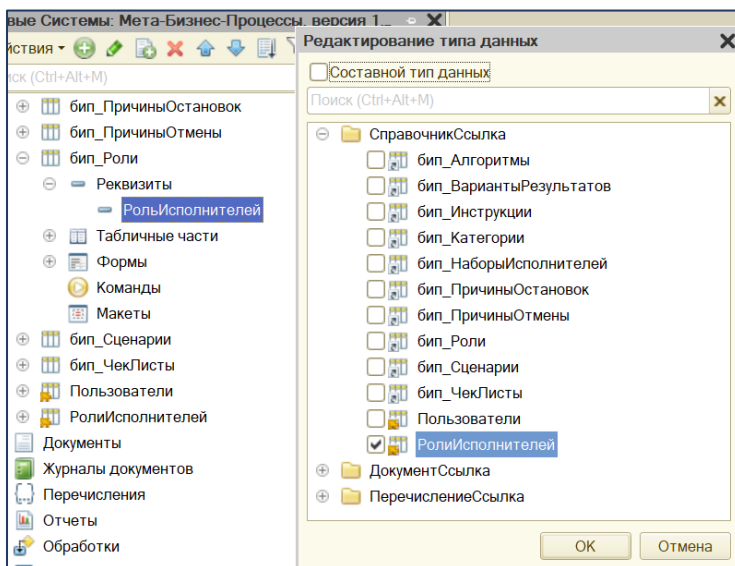 вые Системы: Мета-Бизнес-Процессы, версия 1...
йствия
иск (Ctrl+Alt+M)
бип_ПричиныОстановок
бип_ПричиныОтмены
бип_Роли
Реквизиты
РольИсполнителей
Табличные части
Формы
Команды
Макеты
бип_Сценарии
бип_ЧекЛисты
Пользователи
РолиИсполнителей
Документы
Журналы документов
Перечисления
Отчеты
Обработки
Редактирование типа данных
Составной тип данных
Поиск (Ctrl+Alt+M)
СправочникСсылка
бип_Алгоритмы
бип_ВариантыРезультатов
бип_Инструкции
бип_Категории
бип_НаборыИсполнителей
бип_ПричиныОстановок
бип_ПричиныОтмены
бип_Роли
бип_Сценарии
бип_ЧекЛисты
Пользователи
РолиИсполнителей
ДокументСсылка
ПеречислениеСсылка
ОК
Отмена